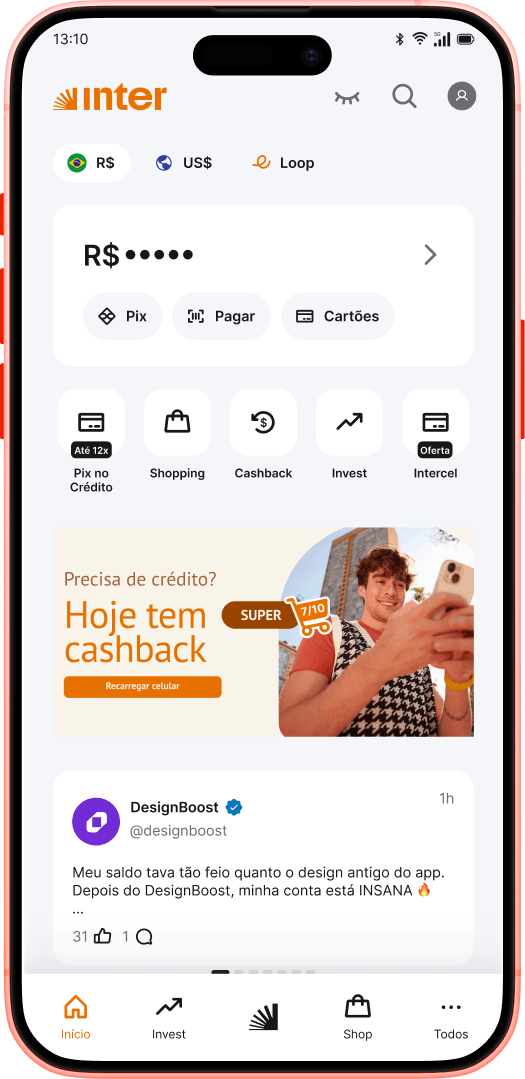 13:10
5G
inter
R$
US$
Loop
R$•••••
Pix
Pagar
Cartões
Até 12x
Pix no
Crédito
Shopping
$
Cashback
Invest
Oferta
Intercel
Precisa de crédito?
Hoje tem
cashback
SUPER
7/10
Recarregar celular
DesignBoost
1h
@designboost
Meu saldo tava tão feio quanto o design antigo do app.
Depois do DesignBoost, minha conta está INSANA 🔥
...
31
1
Início
Invest
Shop
Todos